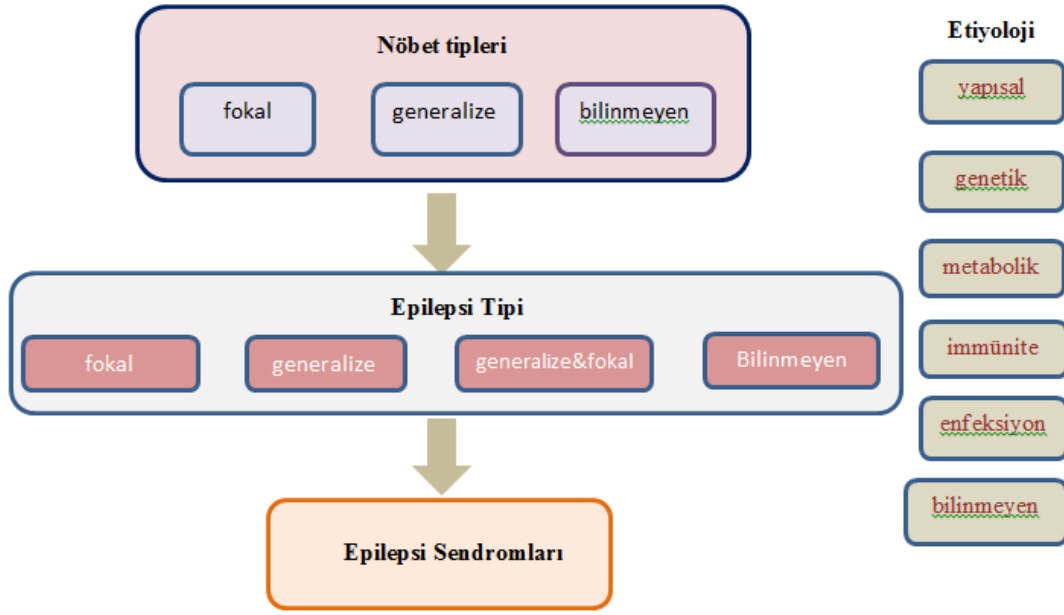 Nöbet tipleri
fokal
generalize
bilinmeyen
Epilepsi Tipi
fokal
generalize
generalize&fokal
Bilinmeyen
Epilepsi Sendromları
Etiyoloji
yapısal
genetik
metabolik
immünite
enfeksiyon
bilinmeyen